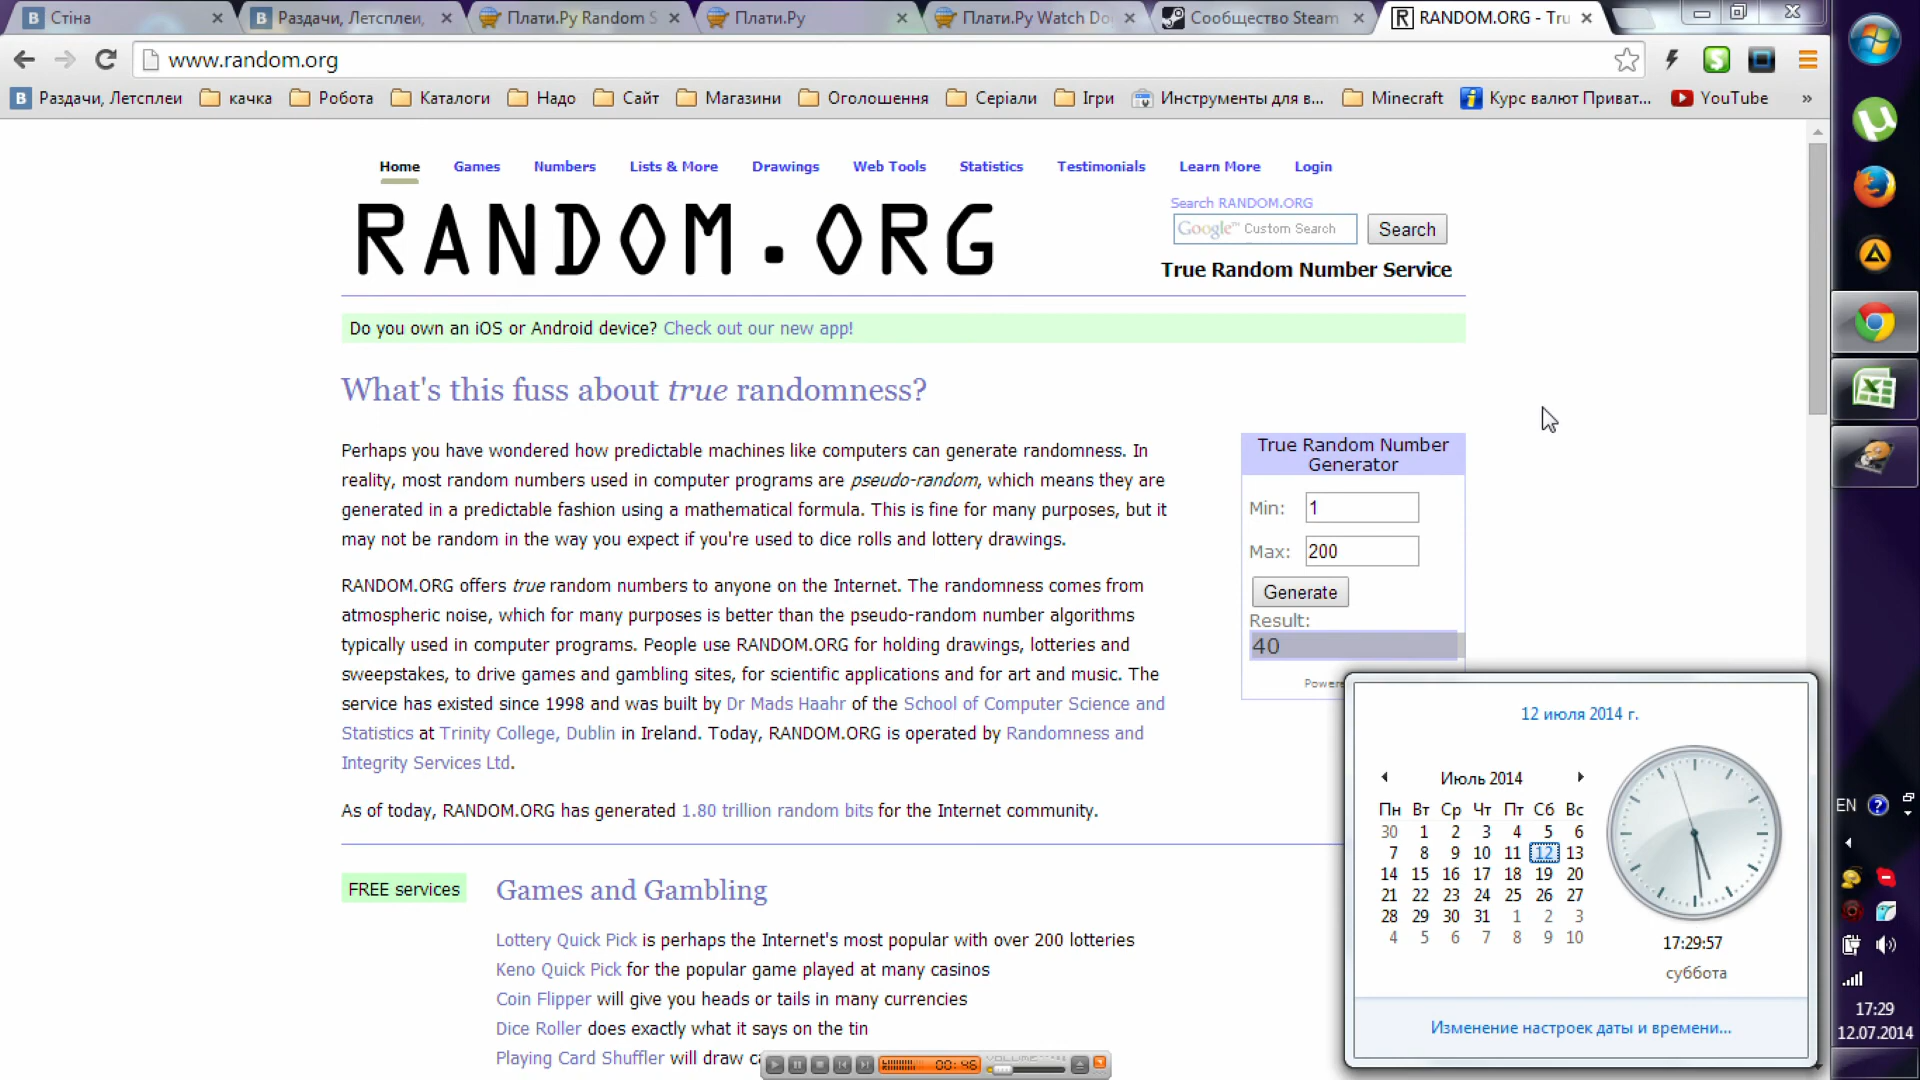 Стіна
Раздачи, Летсплеи,
Плати.Ру Random S
Плати.Ру
Плати.Ру Watch Do
Сообщество Steam
RANDOM.ORG - Tru
www.random.org
Раздачи, Летсплеи
качка
Робота
Каталоги
Надо
Сайт
Магазини
Оголошення
Серіали
Ігри
Инструменты для в...
Minecraft
Курс валют Приват...
YouTube
»
Home
Games
Numbers
Lists & More
Drawings
Web Tools
Statistics
Testimonials
Learn More
Login
RANDOM.ORG
Search RANDOM.ORG
Google™ Custom Search
Search
True Random Number Service
Do you own an iOS or Android device? Check out our new app!
What's this fuss about true randomness?
Perhaps you have wondered how predictable machines like computers can generate randomness. In
reality, most random numbers used in computer programs are pseudo-random, which means they are
generated in a predictable fashion using a mathematical formula. This is fine for many purposes, but it
may not be random in the way you expect if you're used to dice rolls and lottery drawings.
RANDOM.ORG offers true random numbers to anyone on the Internet. The randomness comes from
atmospheric noise, which for many purposes is better than the pseudo-random number algorithms
typically used in computer programs. People use RANDOM.ORG for holding drawings, lotteries and
sweepstakes, to drive games and gambling sites, for scientific applications and for art and music. The
service has existed since 1998 and was built by Dr Mads Haahr of the School of Computer Science and
Statistics at Trinity College, Dublin in Ireland. Today, RANDOM.ORG is operated by Randomness and
Integrity Services Ltd.
As of today, RANDOM.ORG has generated 1.80 trillion random bits for the Internet community.
True Random Number
Generator
Min: 1
Max: 200
Generate
Result:
40
Powere
FREE services
Games and Gambling
Lottery Quick Pick is perhaps the Internet's most popular with over 200 lotteries
Keno Quick Pick for the popular game played at many casinos
Coin Flipper will give you heads or tails in many currencies
Dice Roller does exactly what it says on the tin
Playing Card Shuffler will draw ca
00:46
VOLUME
12 июля 2014 г.
Июль 2014
Пн Вт Ср Чт Пт Сб Вс
30 1 2 3 4 5 6
7 8 9 10 11 12 13
14 15 16 17 18 19 20
21 22 23 24 25 26 27
28 29 30 31 1 2 3
4 5 6 7 8 9 10
17:29:57
суббота
Изменение настроек даты и времени...
EN
17:29
12.07.2014